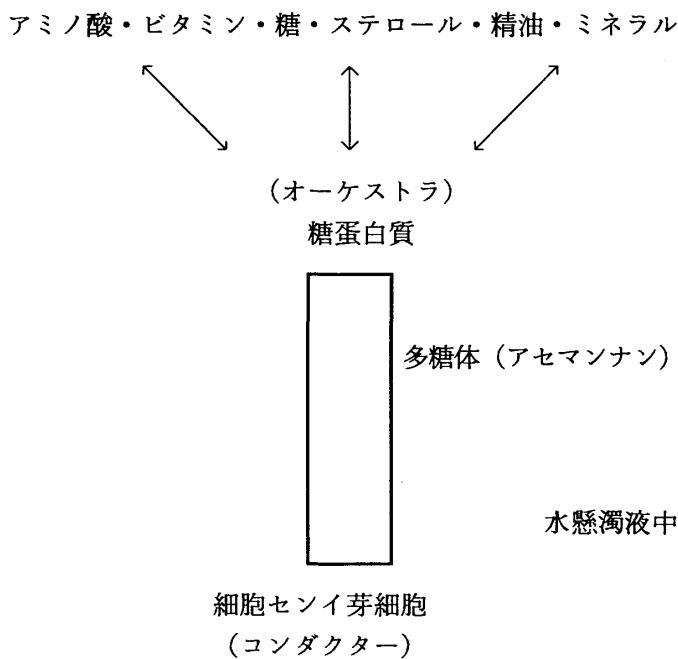 アミノ酸・ビタミン・糖・ステロール・精油・ミネラル
(オーケストラ)
糖蛋白質
多糖体(アセマンナン)
水懸濁液中
細胞センイ芽細胞
(コンダクター)